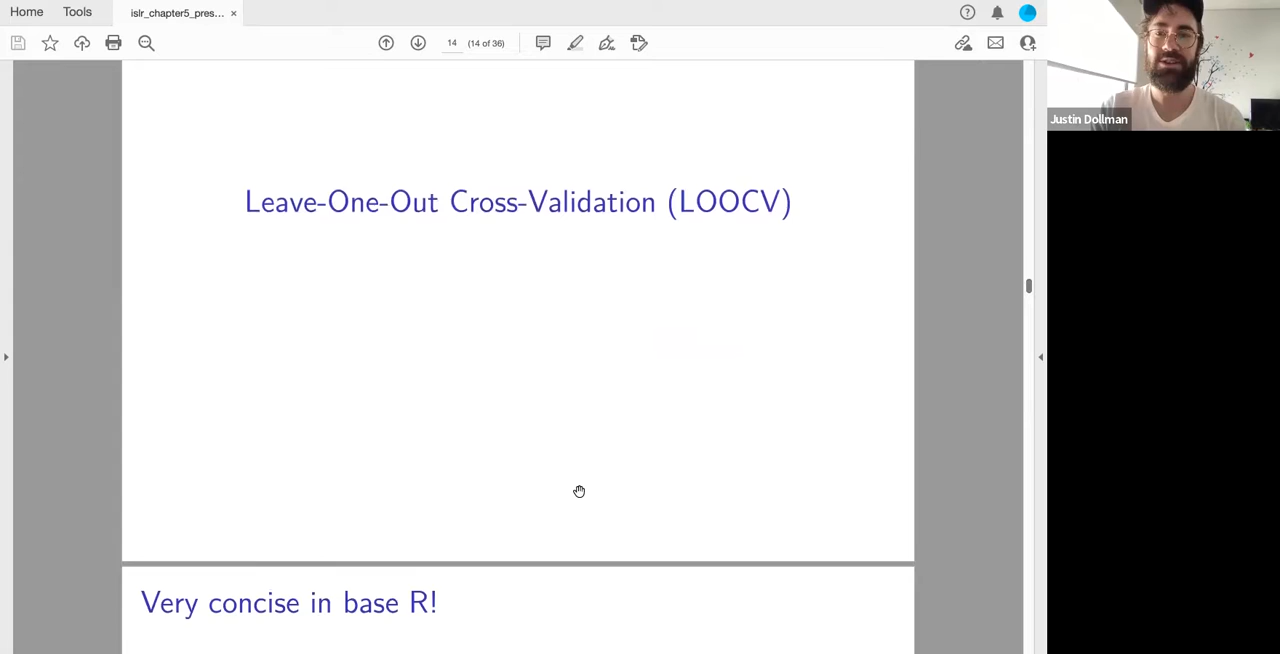 Home Tools islr_chapter5_pres... ×
14 (14 of 36)
Justin Dollman
Leave-One-Out Cross-Validation (LOOCV)
Very concise in base R!